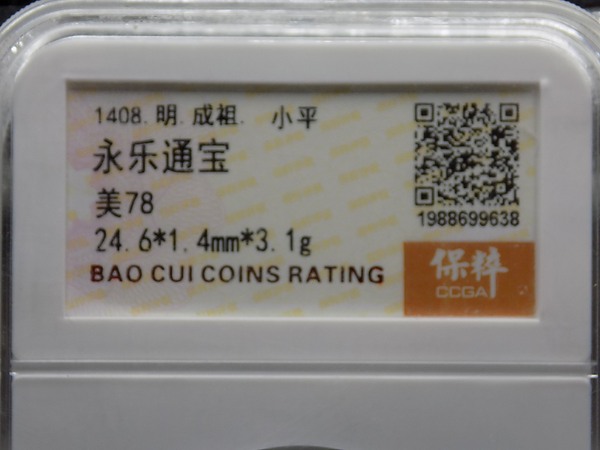 1408.明.成祖. 小平
永乐通宝
美78
24.6*1.4mm*3.1g
BAO CUI COINS RATING
1988699638
保粹
CCGA